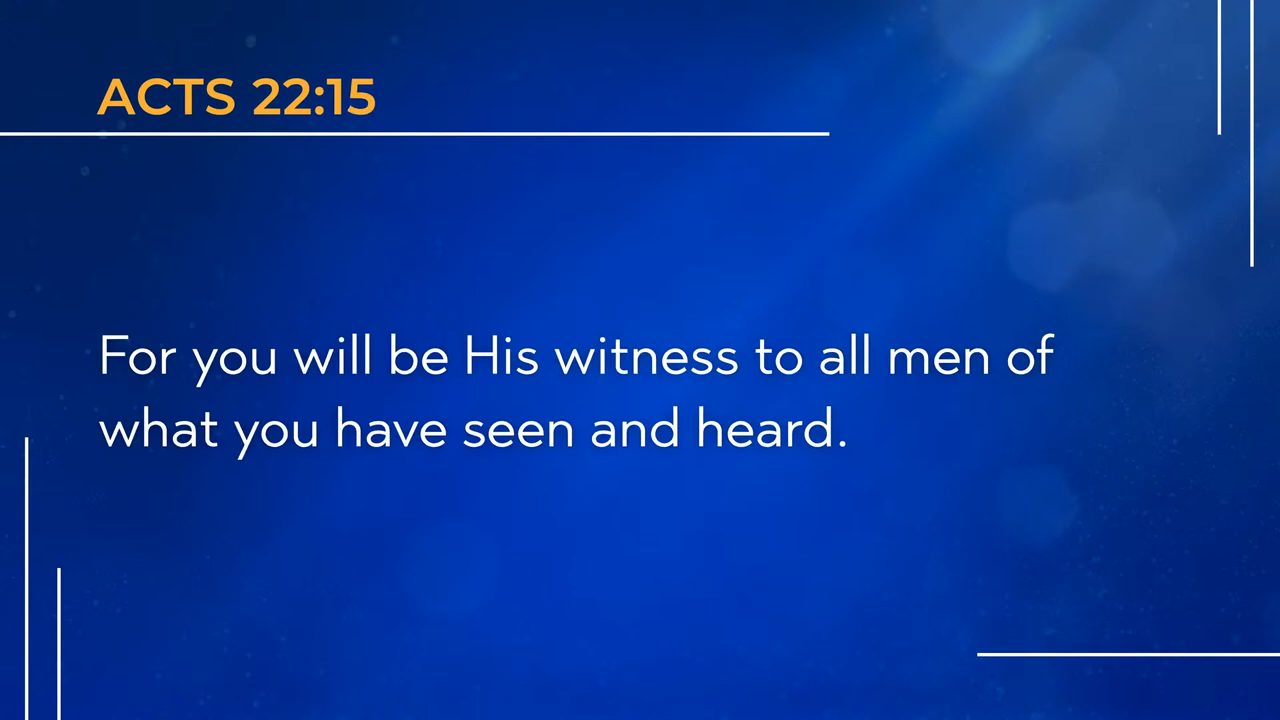 ACTS 22:15
For you will be His witness to all men of
what you have seen and heard.